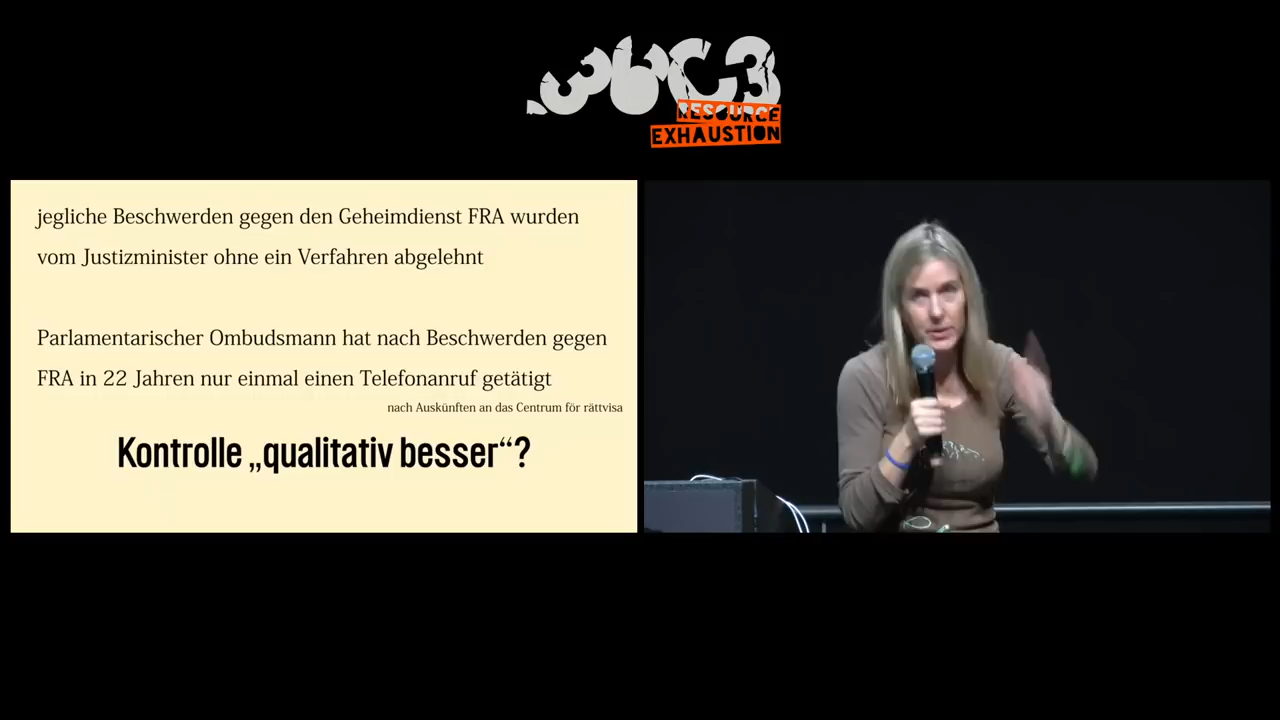 36C3
RESOURCE
EXHAUSTION
jegliche Beschwerden gegen den Geheimdienst FRA wurden
vom Justizminister ohne ein Verfahren abgelehnt
Parlamentarischer Ombudsmann hat nach Beschwerden gegen
FRA in 22 Jahren nur einmal einen Telefonanruf getätigt
nach Auskünften an das Centrum för rättvisa
Kontrolle „qualitativ besser“?